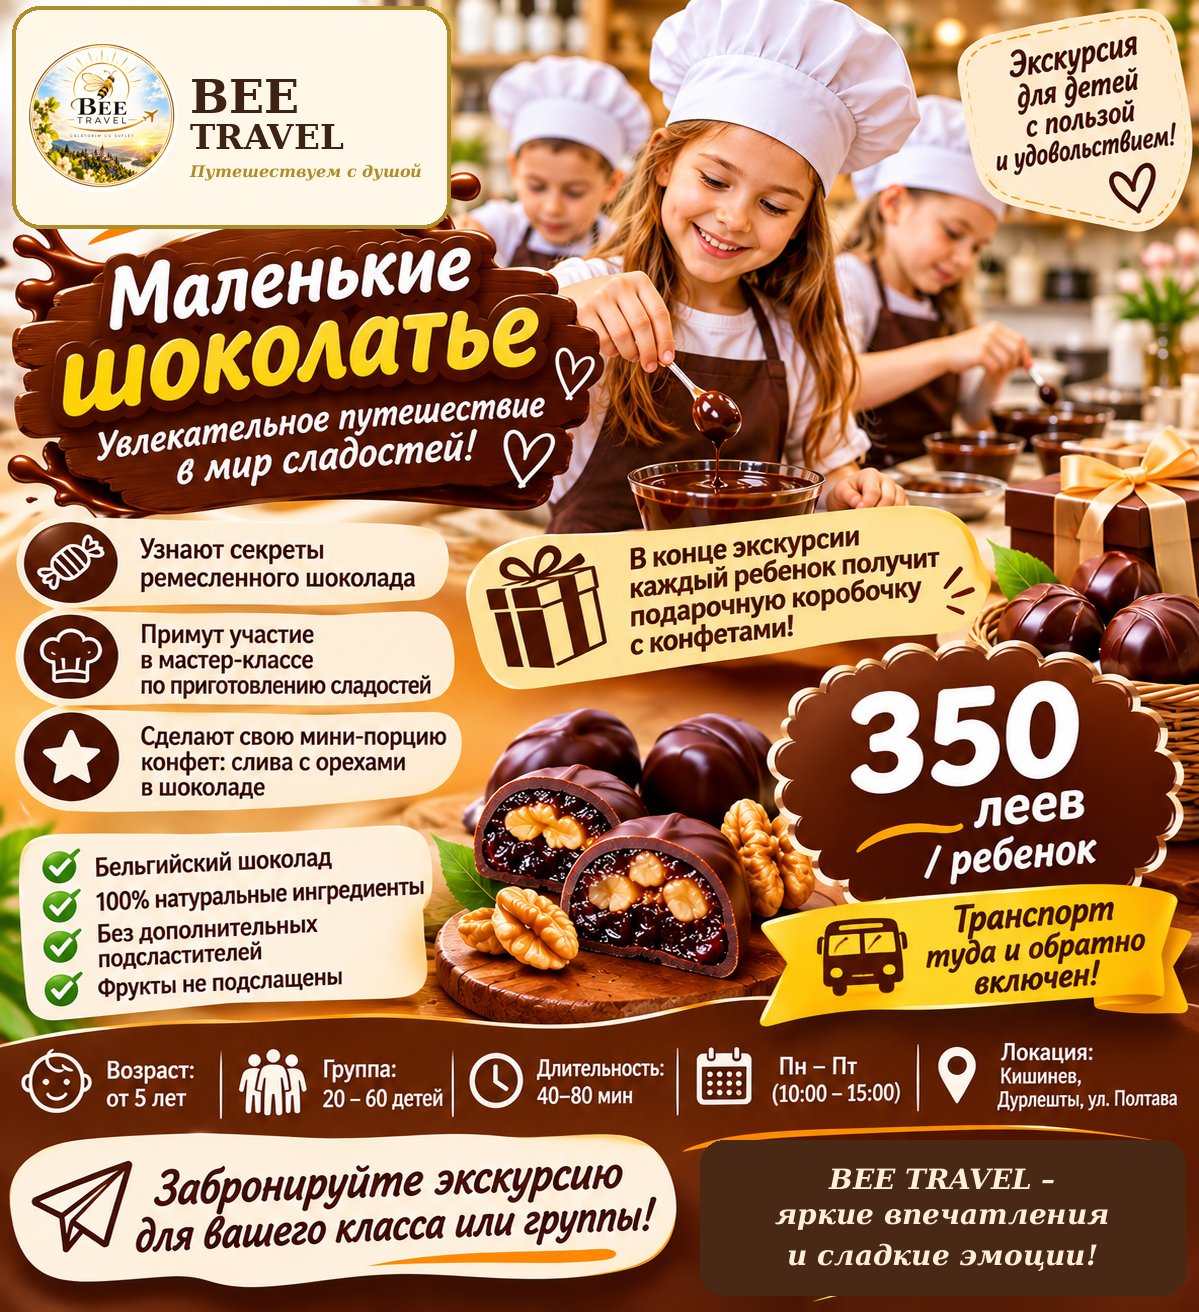 BEE
TRAVEL
CALATORIM CU SUFLET
BEE
TRAVEL
Путешествуем с душой
Экскурсия
для детей
с пользой
и удовольствием!
Маленькие
шоколатье
Увлекательное путешествие
в мир сладостей!
Узнают секреты
ремесленного шоколада
Примут участие
в мастер-классе
по приготовлению сладостей
Сделают свою мини-порцию
конфет: слива с орехами
в шоколаде
В конце экскурсии
каждый ребенок получит
подарочную коробочку
с конфетами!
350
леев
/ ребенок
Бельгийский шоколад
100% натуральные ингредиенты
Без дополнительных
подсластителей
Фрукты не подслащены
Транспорт
туда и обратно
включен!
Возраст:
от 5 лет
Группа:
20 – 60 детей
Длительность:
40–80 мин
Пн – Пт
(10:00 – 15:00)
Локация:
Кишинев,
Дурлешты, ул. Полтава
Забронируйте экскурсию
для вашего класса или группы!
BEE TRAVEL –
яркие впечатления
и сладкие эмоции!